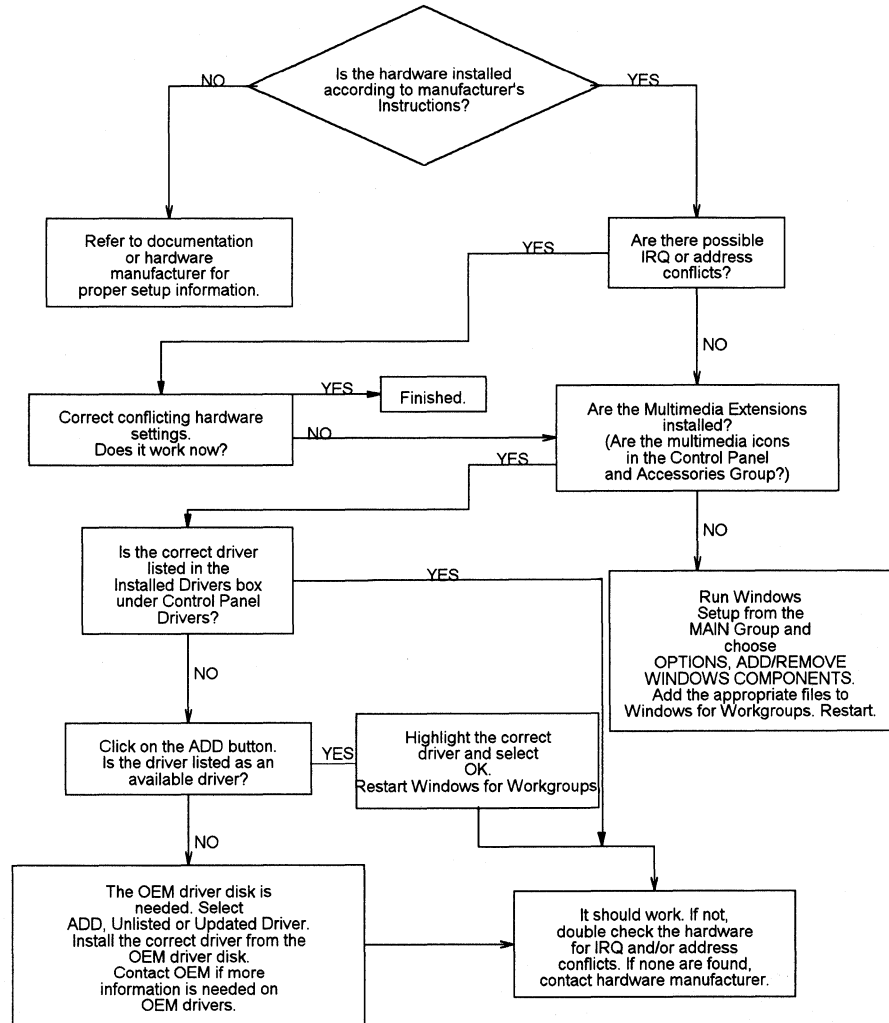 Is the hardware installed
according to manufacturer's
Instructions?
NO
YES
Refer to documentation
or hardware
manufacturer for
proper setup information.
Are there possible
IRQ or address
conflicts?
YES
NO
Correct conflicting hardware
settings.
Does it work now?
YES
Finished.
NO
Are the Multimedia Extensions
installed?
(Are the multimedia icons
in the Control Panel
and Accessories Group?)
YES
NO
Is the correct driver
listed in the
Installed Drivers box
under Control Panel
Drivers?
YES
NO
Run Windows
Setup from the
MAIN Group and
choose
OPTIONS, ADD/REMOVE
WINDOWS COMPONENTS.
Add the appropriate files to
Windows for Workgroups. Restart.
Click on the ADD button.
Is the driver listed as an
available driver?
YES
Highlight the correct
driver and select
OK.
Restart Windows for Workgroups
NO
The OEM driver disk is
needed. Select
ADD, Unlisted or Updated Driver.
Install the correct driver from the
OEM driver disk.
Contact OEM if more
information is needed on
OEM drivers.
It should work. If not,
double check the hardware
for IRQ and/or address
conflicts. If none are found,
contact hardware manufacturer.